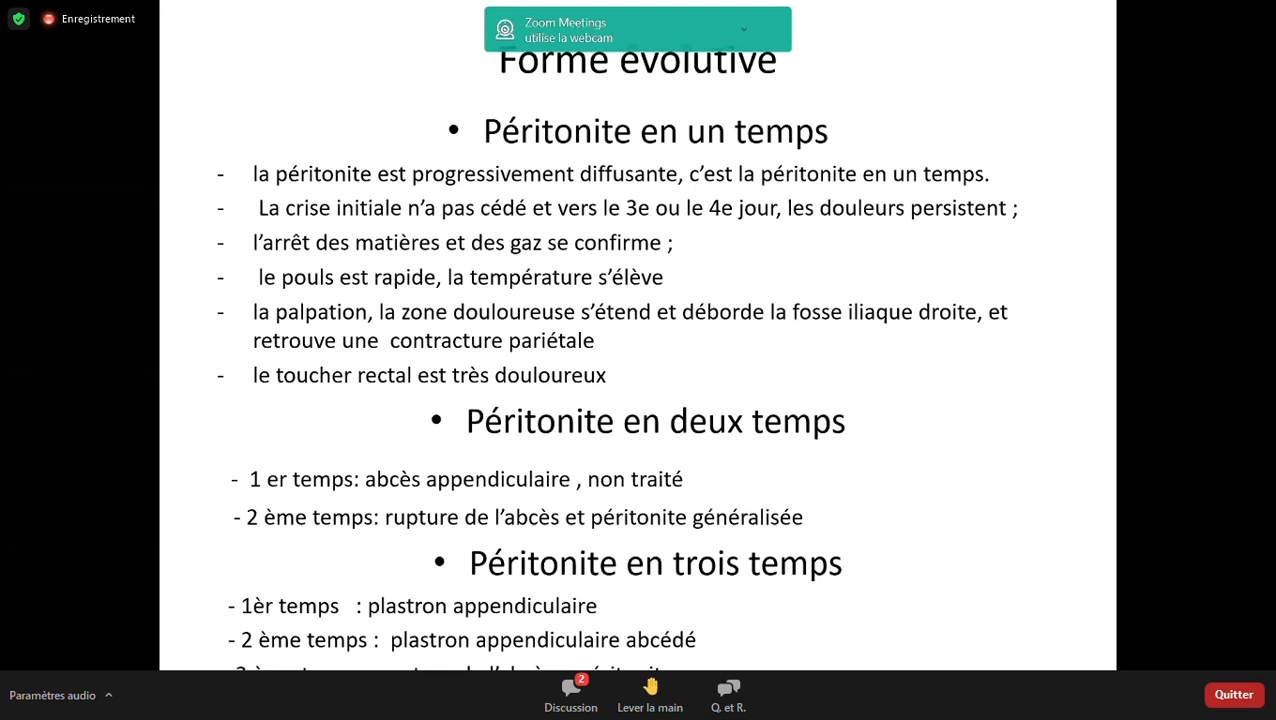 Enregistrement
Zoom Meetings
utilise la webcam
Forme évolutive
• Péritonite en un temps
- la péritonite est progressivement diffusante, c’est la péritonite en un temps.
- La crise initiale n’a pas cédé et vers le 3e ou le 4e jour, les douleurs persistent ;
- l’arrêt des matières et des gaz se confirme ;
- le pouls est rapide, la température s’élève
- la palpation, la zone douloureuse s’étend et déborde la fosse iliaque droite, et
retrouve une contracture pariétale
- le toucher rectal est très douloureux
• Péritonite en deux temps
- 1 er temps: abcès appendiculaire , non traité
- 2 ème temps: rupture de l’abcès et péritonite généralisée
• Péritonite en trois temps
- 1èr temps : plastron appendiculaire
- 2 ème temps : plastron appendiculaire abcédé
Paramètres audio
2
Discussion
Lever la main
Q. et R.
Quitter